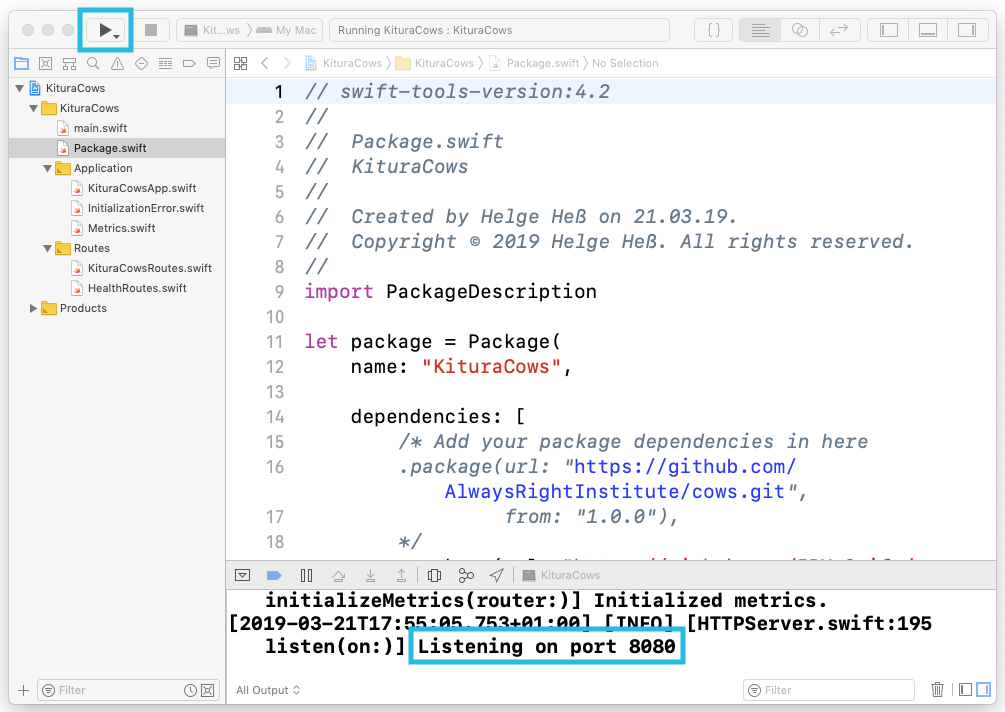 Kit...ws
My Mac
Running KituraCows : KituraCows
{ }
KituraCows
KituraCows
Package.swift
No Selection
KituraCows
KituraCows
main.swift
Package.swift
Application
KituraCowsApp.swift
InitializationError.swift
Metrics.swift
Routes
KituraCowsRoutes.swift
HealthRoutes.swift
Products
1 // swift-tools-version:4.2
2 //
3 //  Package.swift
4 //  KituraCows
5 //
6 //  Created by Helge Heß on 21.03.19.
7 //  Copyright © 2019 Helge Heß. All rights reserved.
8 //
9 import PackageDescription
10
11 let package = Package(
12 name: "KituraCows",
13
14 dependencies: [
15 /* Add your package dependencies in here
16 .package(url: "https://github.com/
AlwaysRightInstitute/cows.git",
17 from: "1.0.0"),
18 */
KituraCows
initializeMetrics(router:)] Initialized metrics.
[2019-03-21T17:55:05.753+01:00] [INFO] [HTTPServer.swift:195
listen(on:)] Listening on port 8080
Filter
All Output
Filter